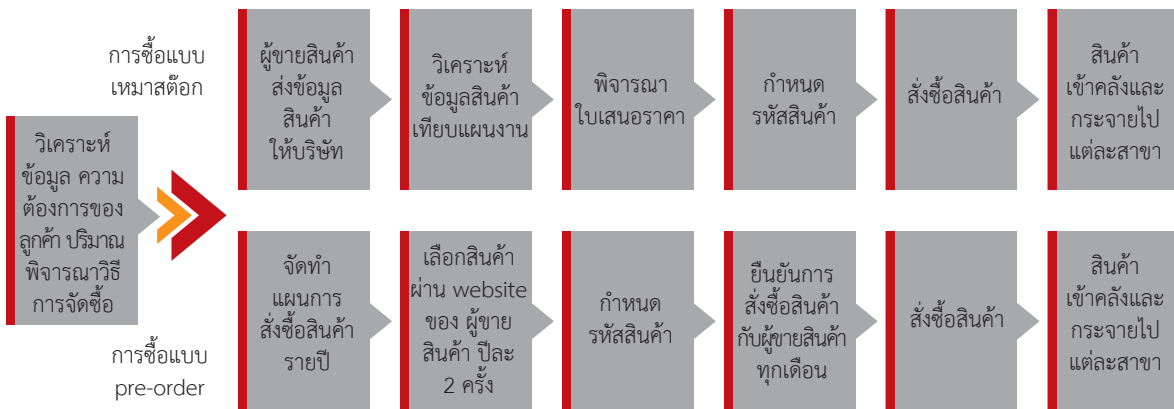 วิเคราะห์
ข้อมูล ความ
ต้องการของ
ลูกค้า ปริมาณ
พิจารณาวิธี
การจัดซื้อ
การซื้อแบบ
เหมาสต๊อก
ผู้ขายสินค้า
ส่งข้อมูล
สินค้า
ให้บริษัท
วิเคราะห์
ข้อมูลสินค้า
เทียบแผนงาน
พิจารณา
ใบเสนอราคา
กำหนด
รหัสสินค้า
สั่งซื้อสินค้า
สินค้า
เข้าคลังและ
กระจายไป
แต่ละสาขา
การซื้อแบบ
pre-order
จัดทำ
แผนการ
สั่งซื้อสินค้า
รายปี
เลือกสินค้า
ผ่าน website
ของ ผู้ขาย
สินค้า ปีละ
2 ครั้ง
กำหนด
รหัสสินค้า
ยืนยันการ
สั่งซื้อสินค้า
กับผู้ขายสินค้า
ทุกเดือน
สั่งซื้อสินค้า
สินค้า
เข้าคลังและ
กระจายไป
แต่ละสาขา